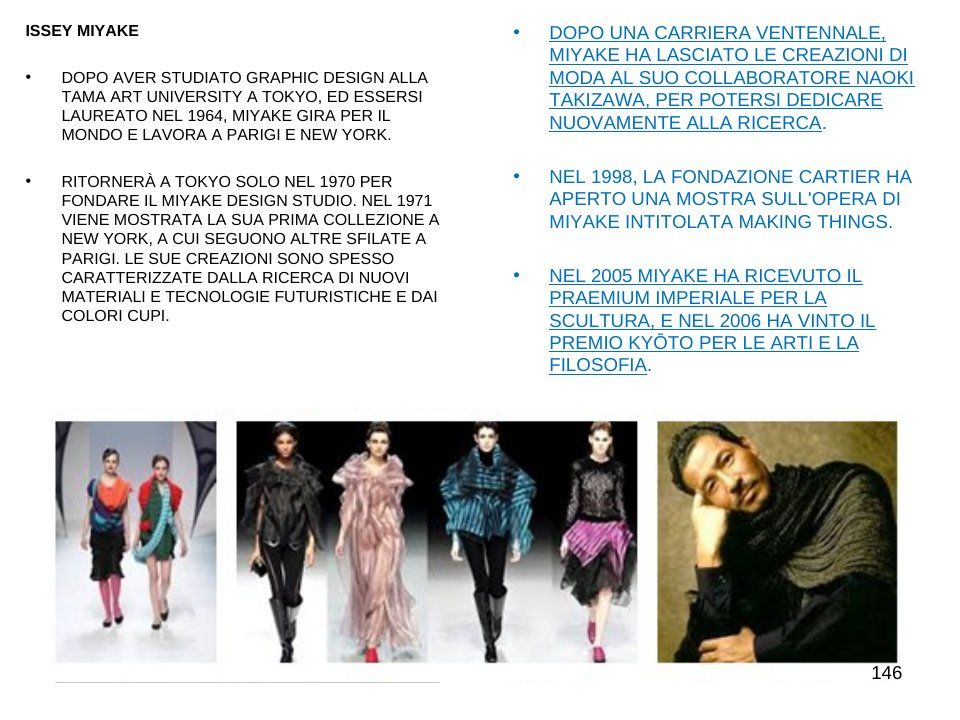 ISSEY MIYAKE
• DOPO AVER STUDIATO GRAPHIC DESIGN ALLA
TAMA ART UNIVERSITY A TOKYO, ED ESSERSI
LAUREATO NEL 1964, MIYAKE GIRA PER IL
MONDO E LAVORA A PARIGI E NEW YORK.
• RITORNERÀ A TOKYO SOLO NEL 1970 PER
FONDARE IL MIYAKE DESIGN STUDIO. NEL 1971
VIENE MOSTRATA LA SUA PRIMA COLLEZIONE A
NEW YORK, A CUI SEGUONO ALTRE SFILATE A
PARIGI. LE SUE CREAZIONI SONO SPESSO
CARATTERIZZATE DALLA RICERCA DI NUOVI
MATERIALI E TECNOLOGIE FUTURISTICHE E DAI
COLORI CUPI.
• DOPO UNA CARRIERA VENTENNALE,
MIYAKE HA LASCIATO LE CREAZIONI DI
MODA AL SUO COLLABORATORE NAOKI
TAKIZAWA, PER POTERSI DEDICARE
NUOVAMENTE ALLA RICERCA.
• NEL 1998, LA FONDAZIONE CARTIER HA
APERTO UNA MOSTRA SULL'OPERA DI
MIYAKE INTITOLATA MAKING THINGS.
• NEL 2005 MIYAKE HA RICEVUTO IL
PRAEMIUM IMPERIALE PER LA
SCULTURA, E NEL 2006 HA VINTO IL
PREMIO KYŌTO PER LE ARTI E LA
FILOSOFIA.
146